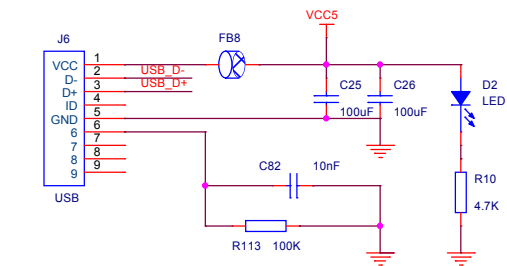 VCC5
J6
FB8
VCC 1
D- 2 USB_D-
D+ 3 USB_D+
ID 4
GND 5
6 6
7 7
8 8
9 9
USB
C25
100uF
C26
100uF
D2
LED
C82 10nF
R113 100K
R10
4.7K